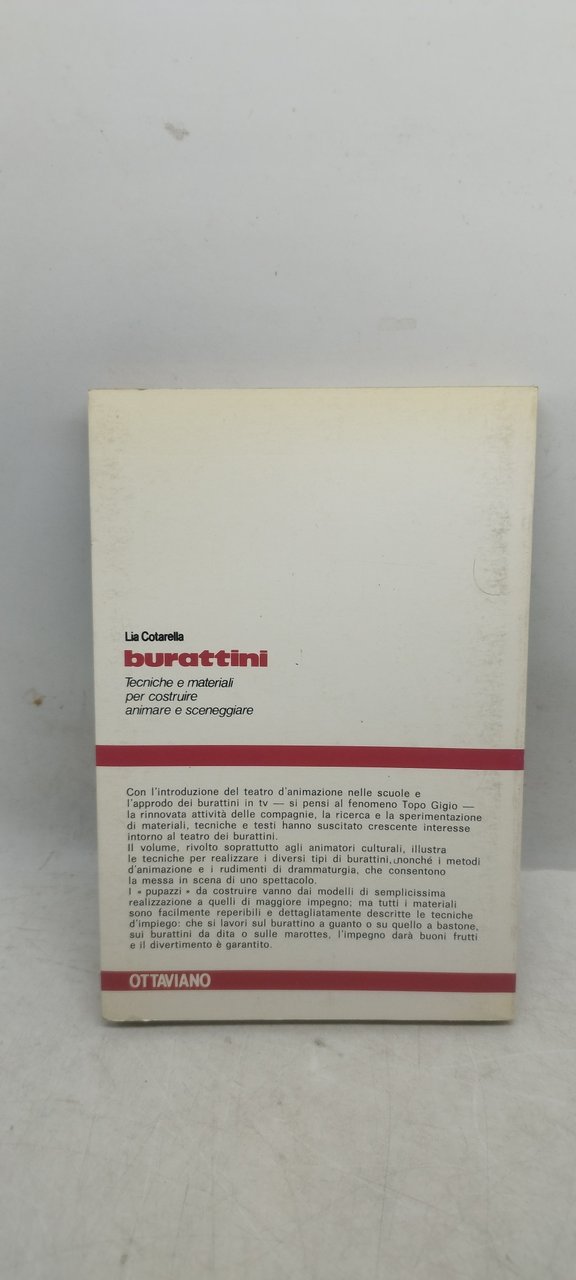 Lia Cotarella
burattini
Tecniche e materiali
per costruire
animare e sceneggiare
Con l'introduzione del teatro d'animazione nelle scuole e
l'approdo dei burattini in tv — si pensi al fenomeno Topo Gigio —
la rinnovata attività delle compagnie, la ricerca e la sperimentazione
di materiali, tecniche e testi hanno suscitato crescente interesse
intorno al teatro dei burattini.
Il volume, rivolto soprattutto agli animatori culturali, illustra
le tecniche per realizzare i diversi tipi di burattini, nonché i metodi
d'animazione e i rudimenti di drammaturgia, che consentono
la messa in scena di uno spettacolo.
I « pupazzi » da costruire vanno dai modelli di semplicissima
realizzazione a quelli di maggiore impegno; ma tutti i materiali
sono facilmente reperibili e dettagliatamente descritte le tecniche
d'impiego: che si lavori sul burattino a guanto o su quello a bastone,
sui burattini da dita o sulle marottes, l'impegno darà buoni frutti
e il divertimento è garantito.
OTTAVIANO